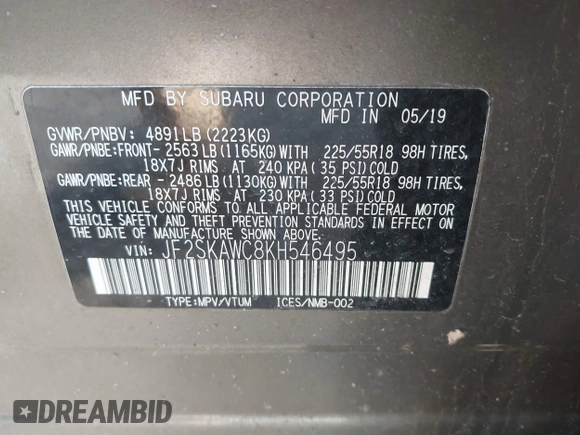 MFD BY SUBARU CORPORATION
MFD IN 05/19
GVWR/PNBV: 4891LB (2223KG)
GAWR/PNBE:FRONT- 2563 LB (1165KG) WITH 225/55R18 98H TIRES,
18X7J RIMS AT 240 KPA (35 PSI) COLD
GAWR/PNBE:REAR - 2486 LB (1130KG) WITH 225/55R18 98H TIRES,
18X7J RIMS AT 230 KPA (33 PSI) COLD
THIS VEHICLE CONFORMS TO ALL APPLICABLE FEDERAL MOTOR
VEHICLE SAFETY AND THEFT PREVENTION STANDARDS IN EFFECT ON
THE DATE OF MANUFACTURE SHOWN ABOVE.
VIN: JF2SKAWC8KH546495
TYPE:MPV/VTUM ICES/NMB-002
DREAMBID